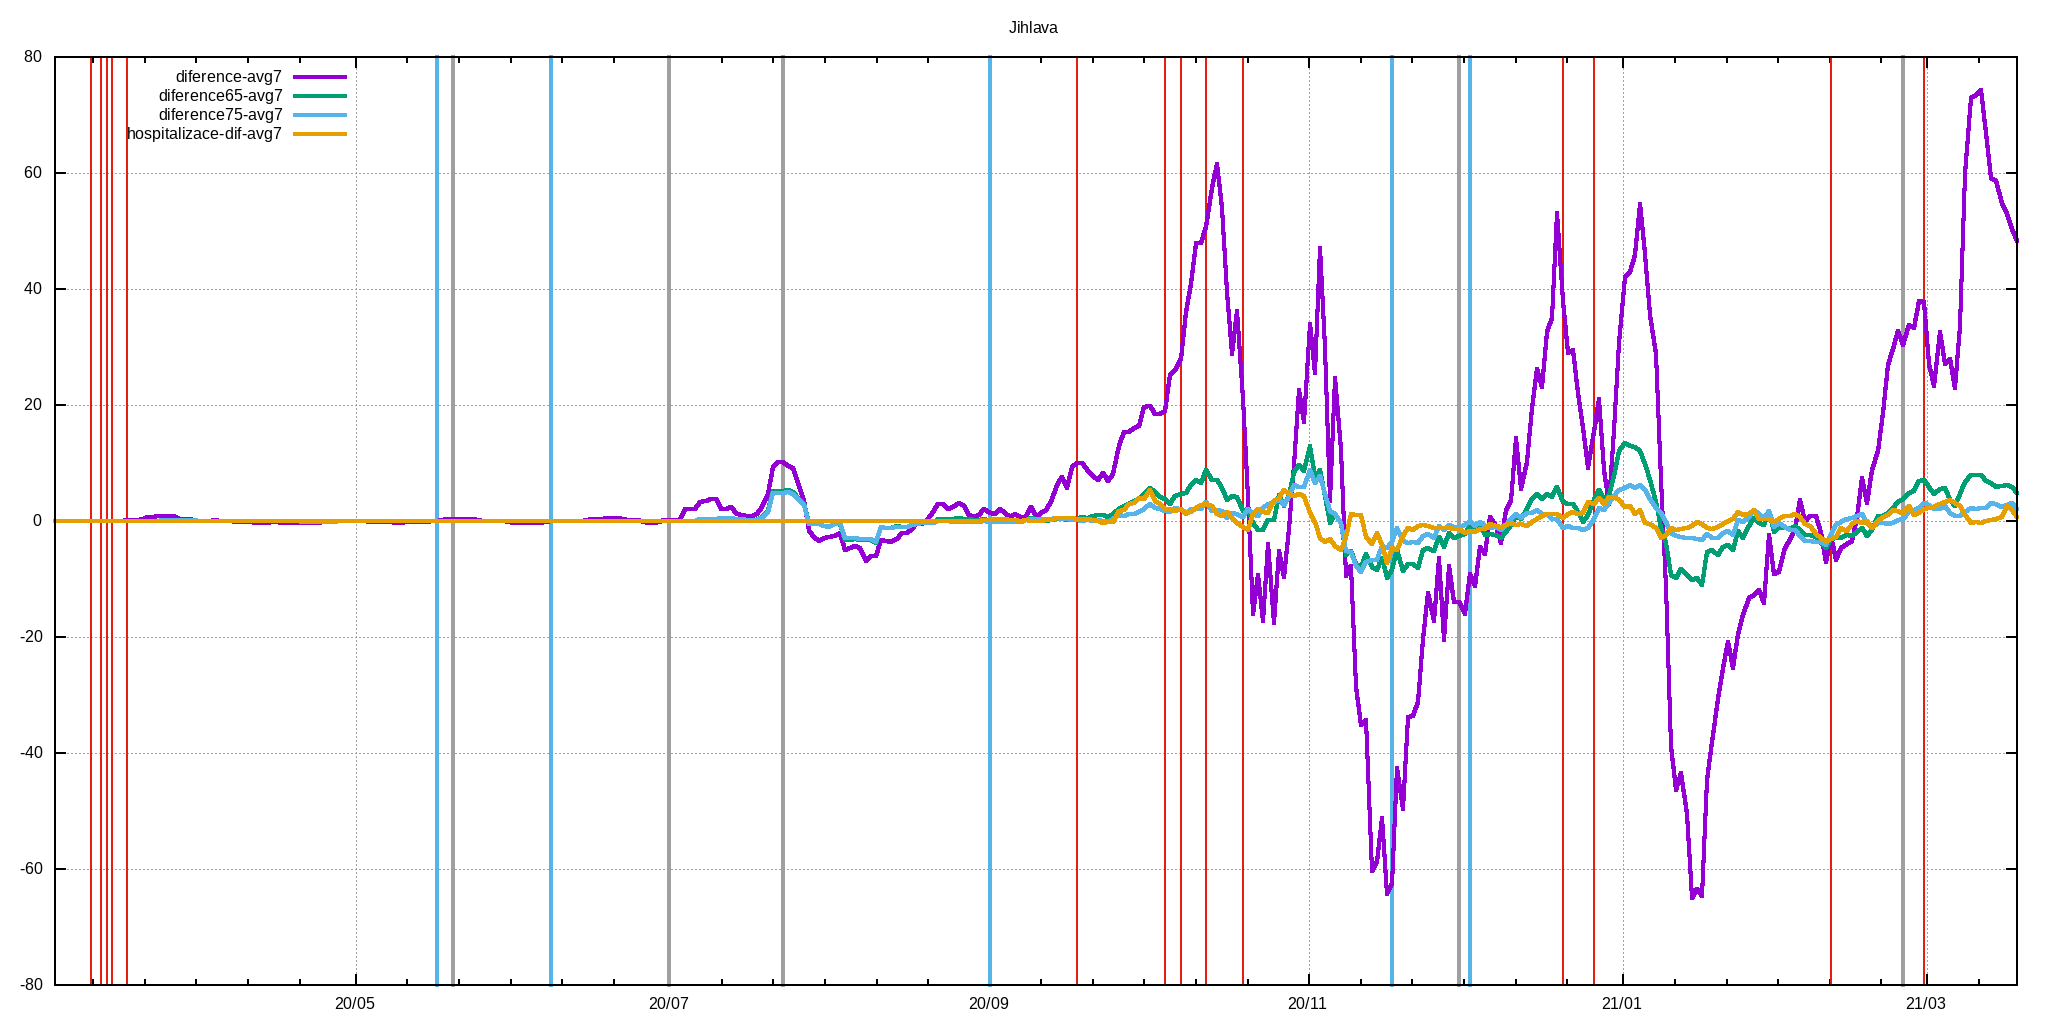 Jihlava
80
diference-avg7
diference65-avg7
diference75-avg7
hospitalizace-dif-avg7
60
40
20
0
-20
-40
-60
-80
20/05 20/07 20/09 20/11 21/01 21/03